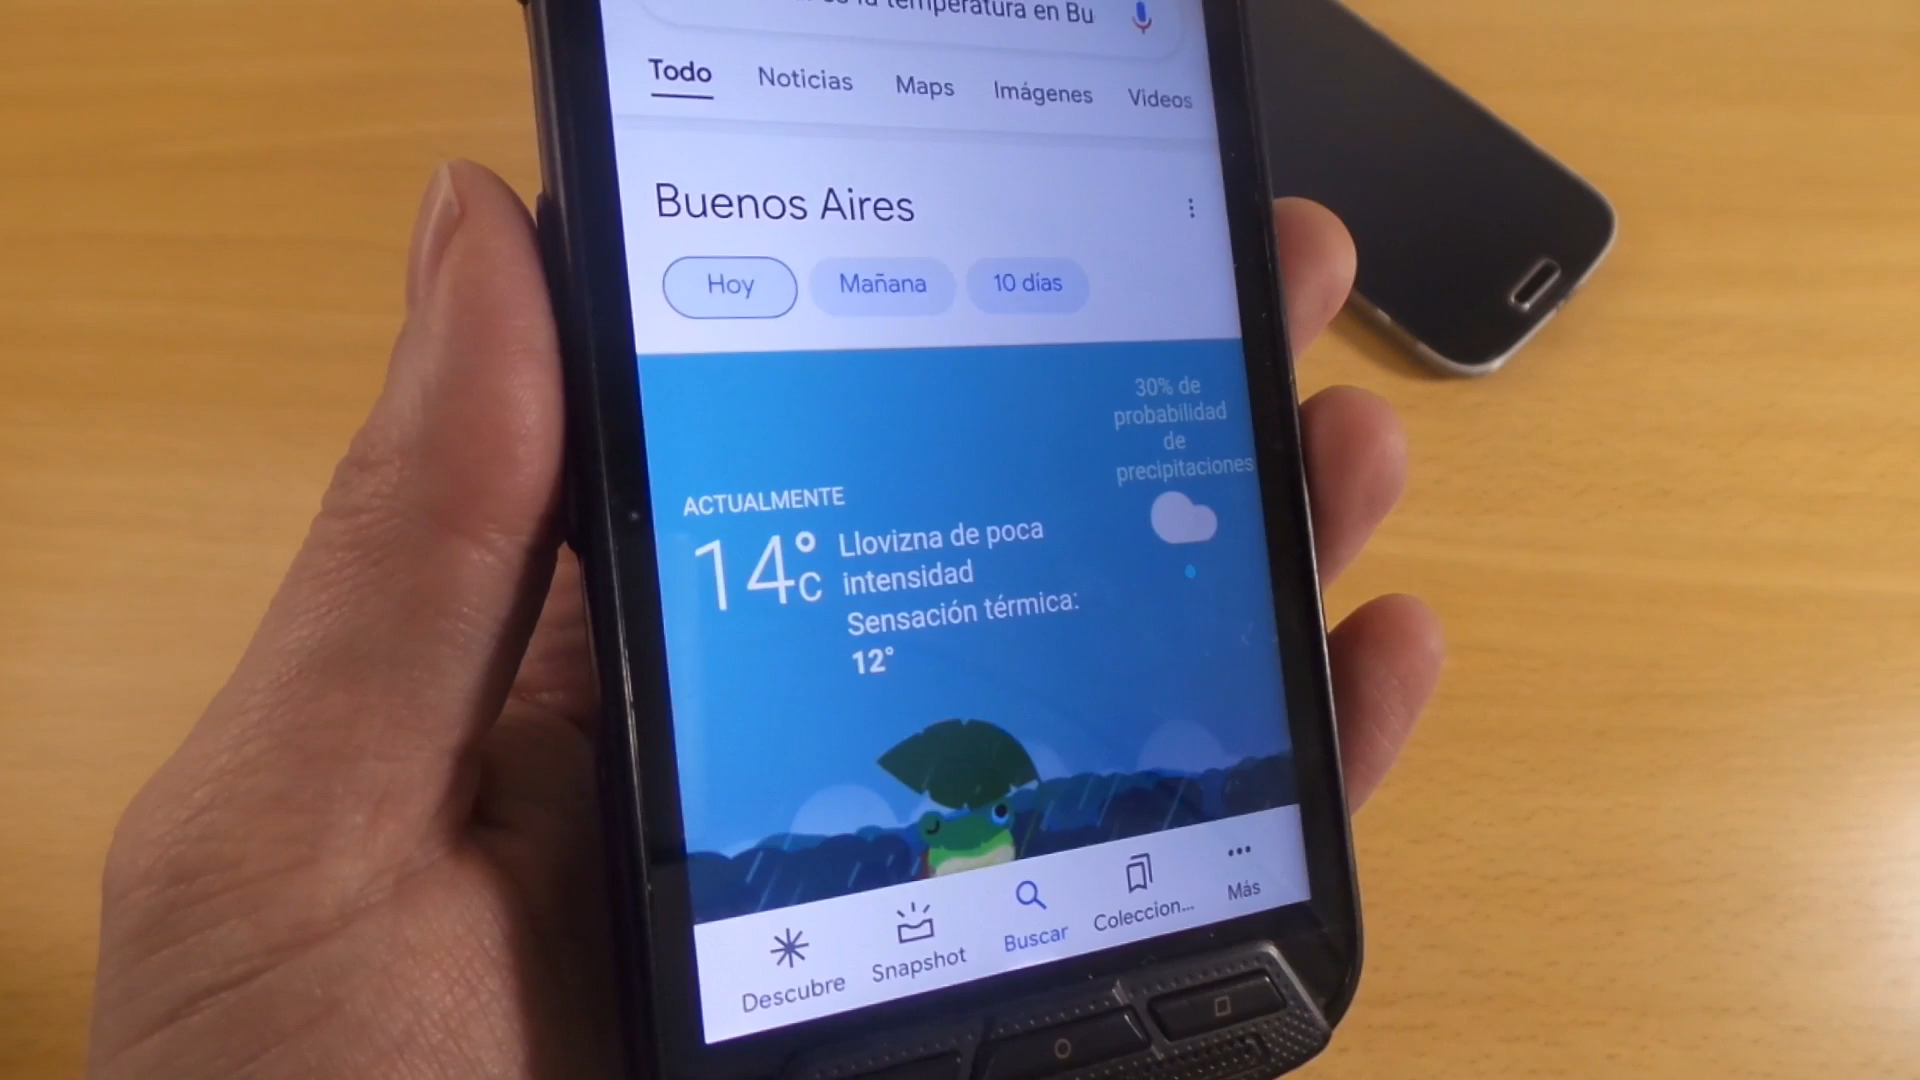 la temperatura en Bu
Todo Noticias Maps Imágenes Videos
Buenos Aires
Hoy Mañana 10 días
30% de
probabilidad
de
precipitaciones
ACTUALMENTE
14°C
Llovizna de poca
intensidad
Sensación térmica:
12°
Descubre Snapshot Buscar Coleccion... Más